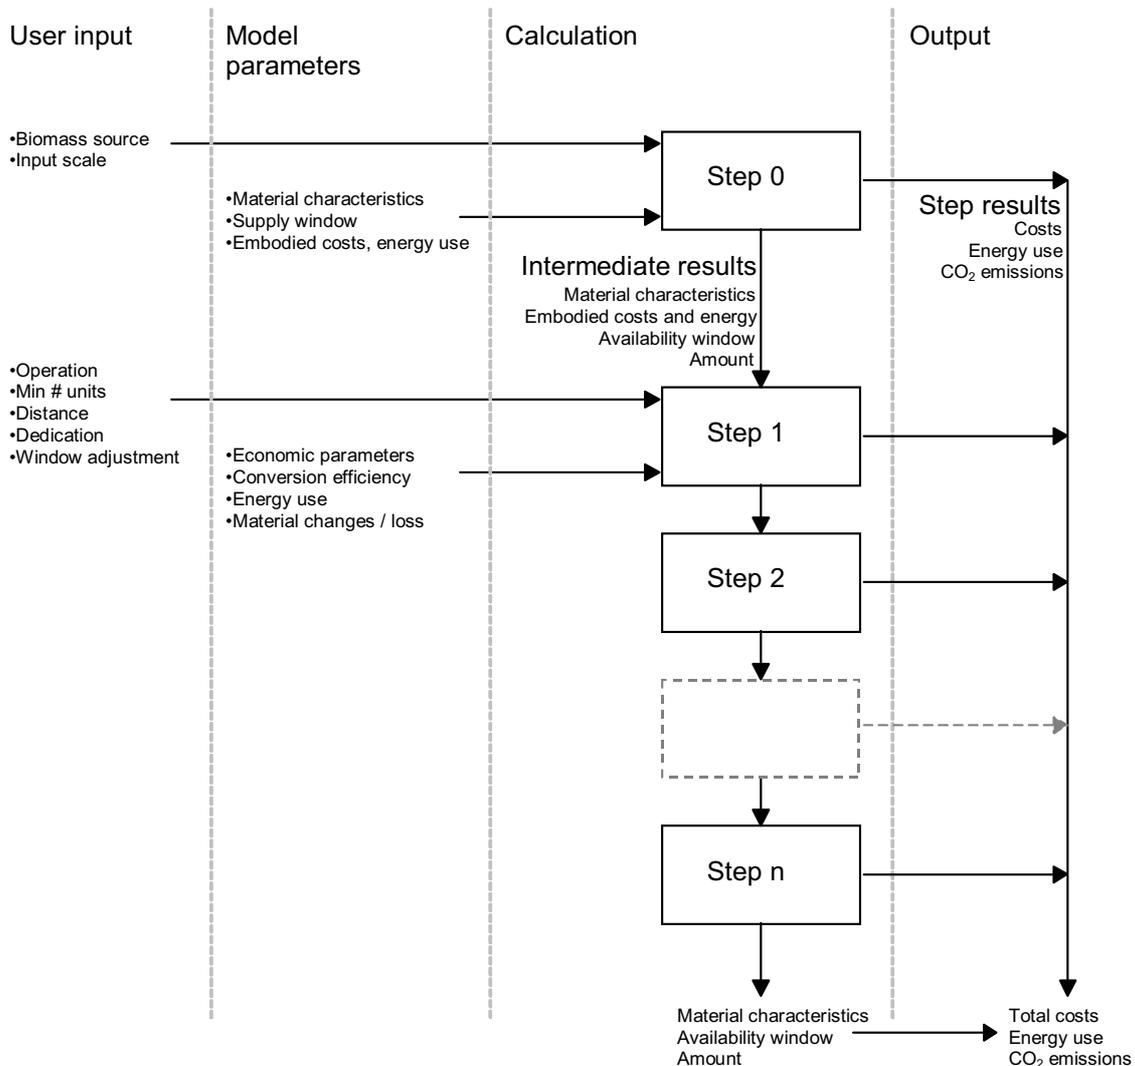 User input
Model
parameters
Calculation
Output
•Biomass source
•Input scale
•Material characteristics
•Supply window
•Embodied costs, energy use
Step 0
Step results
Costs
Energy use
CO₂ emissions
Intermediate results
Material characteristics
Embodied costs and energy
Availability window
Amount
•Operation
•Min # units
•Distance
•Dedication
•Window adjustment
•Economic parameters
•Conversion efficiency
•Energy use
•Material changes / loss
Step 1
Step 2
Step n
Material characteristics
Availability window
Amount
Total costs
Energy use
CO₂ emissions